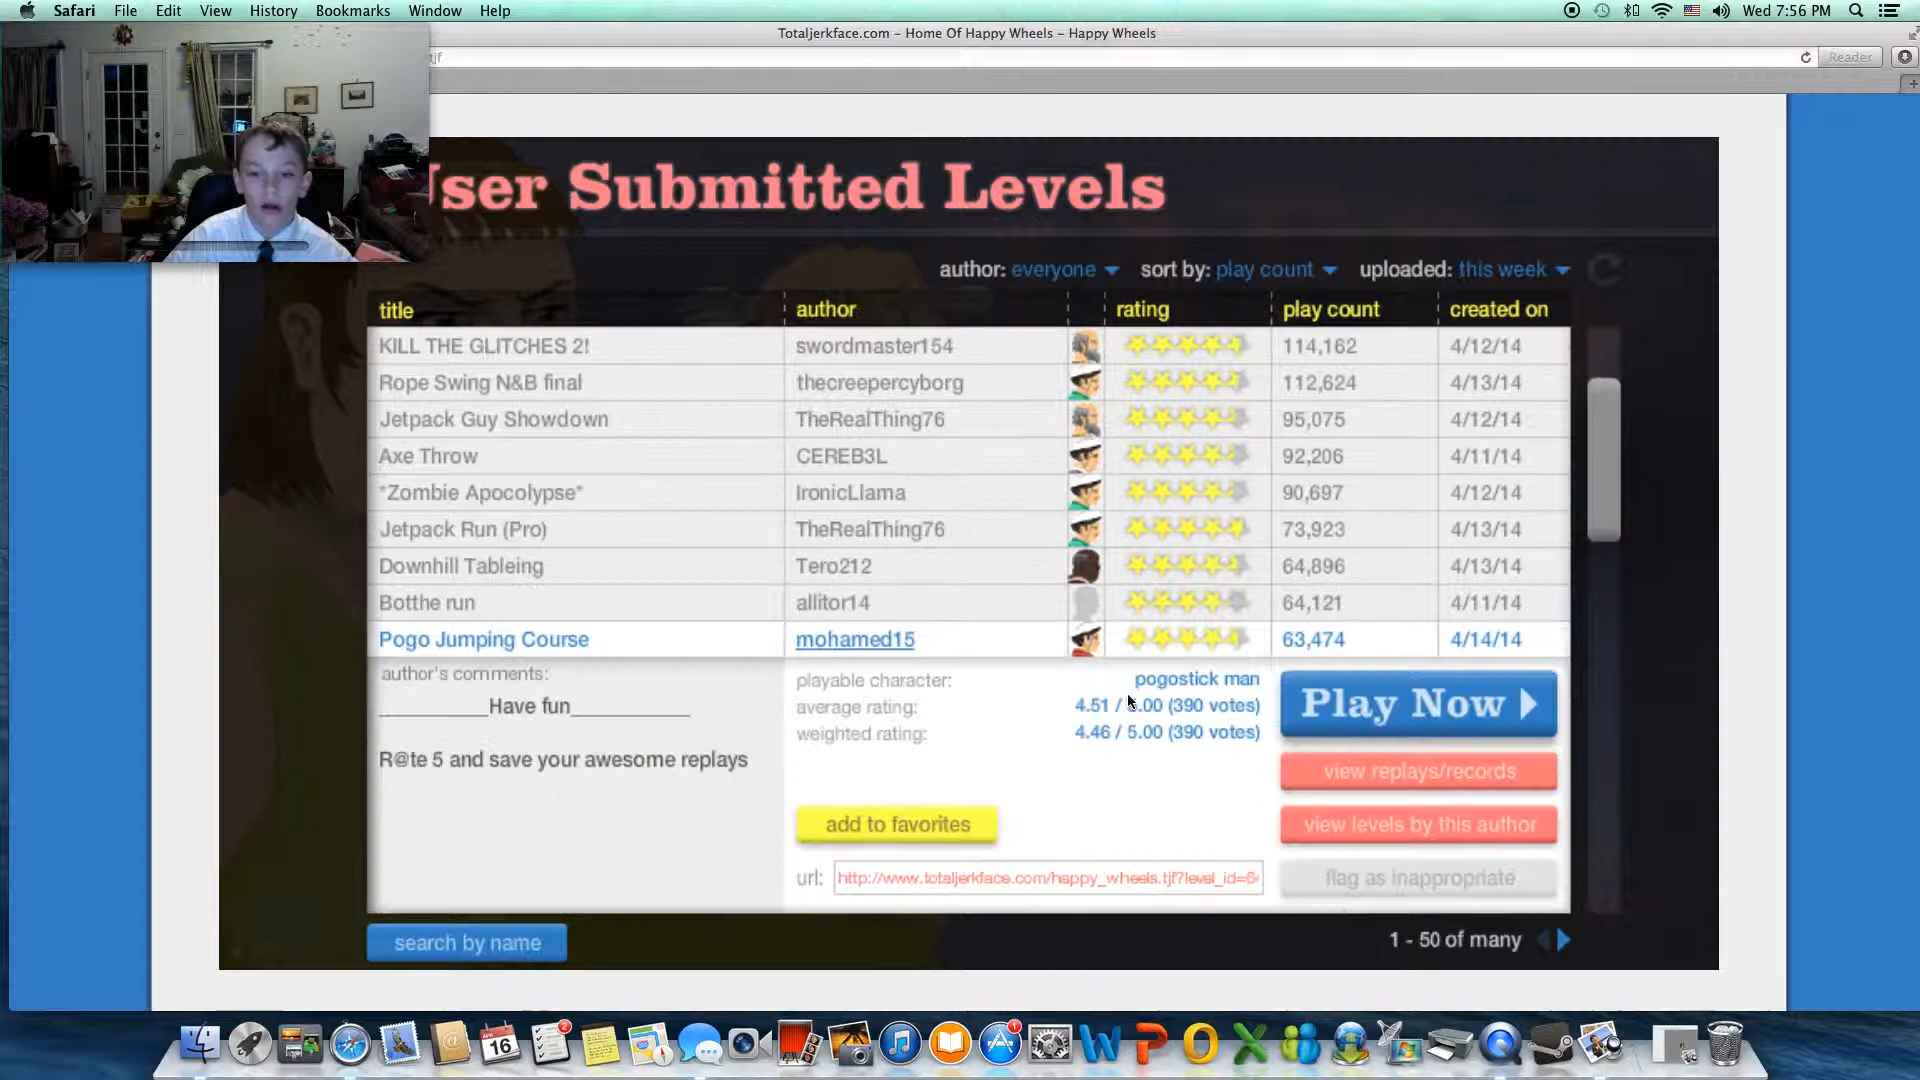 Safari File Edit View History Bookmarks Window Help Wed 7:56 PM
Totaljerkface.com – Home Of Happy Wheels – Happy Wheels
tjf Reader
User Submitted Levels
author: everyone sort by: play count uploaded: this week
title author rating play count created on
KILL THE GLITCHES 2! swordmaster154 114,162 4/12/14
Rope Swing N&B final thecreepercyborg 112,624 4/13/14
Jetpack Guy Showdown TheRealThing76 95,075 4/12/14
Axe Throw CEREB3L 92,206 4/11/14
*Zombie Apocolypse* IronicLlama 90,697 4/12/14
Jetpack Run (Pro) TheRealThing76 73,923 4/13/14
Downhill Tableing Tero212 64,896 4/13/14
Botthe run allitor14 64,121 4/11/14
Pogo Jumping Course mohamed15 63,474 4/14/14
author's comments:
__________Have fun___________
R@te 5 and save your awesome replays
playable character: pogostick man
average rating: 4.51 / 5.00 (390 votes)
weighted rating: 4.46 / 5.00 (390 votes)
add to favorites
url: http://www.totaljerkface.com/happy_wheels.tjf?level_id=6
Play Now
view replays/records
view levels by this author
flag as inappropriate
search by name
1 - 50 of many
APR
16
2
1
W P O X